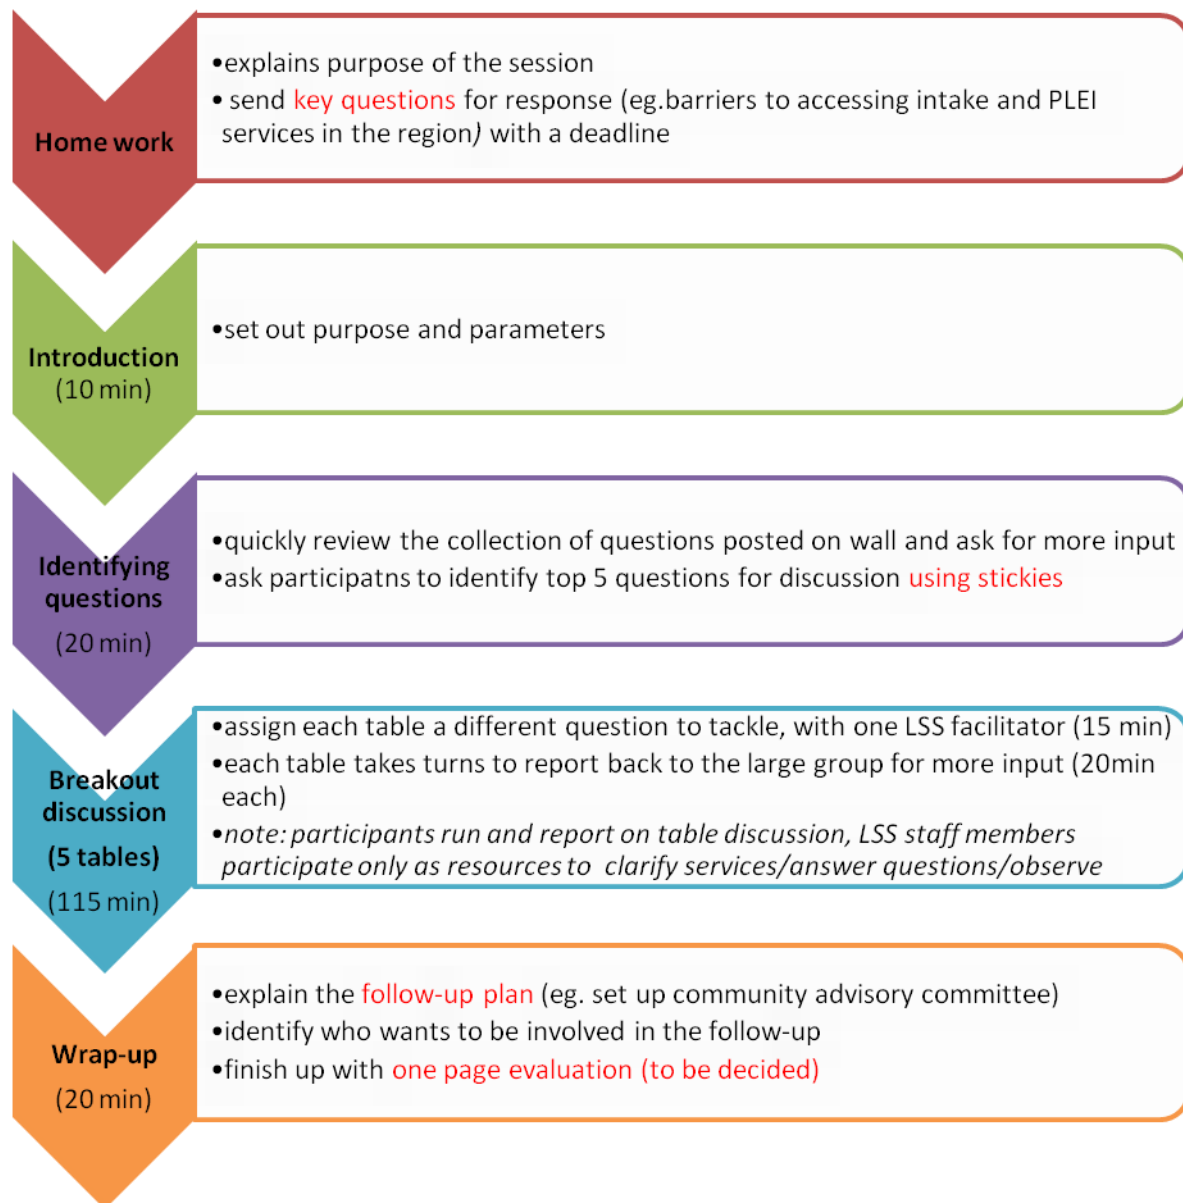 Home work
•explains purpose of the session
• send key questions for response (eg.barriers to accessing intake and PLEI
services in the region) with a deadline
Introduction
(10 min)
•set out purpose and parameters
Identifying
questions
(20 min)
•quickly review the collection of questions posted on wall and ask for more input
•ask participatns to identify top 5 questions for discussion using stickies
Breakout
discussion
(5 tables)
(115 min)
•assign each table a different question to tackle, with one LSS facilitator (15 min)
•each table takes turns to report back to the large group for more input (20min
each)
•note: participants run and report on table discussion, LSS staff members
participate only as resources to clarify services/answer questions/observe
Wrap-up
(20 min)
•explain the follow-up plan (eg. set up community advisory committee)
•identify who wants to be involved in the follow-up
•finish up with one page evaluation (to be decided)